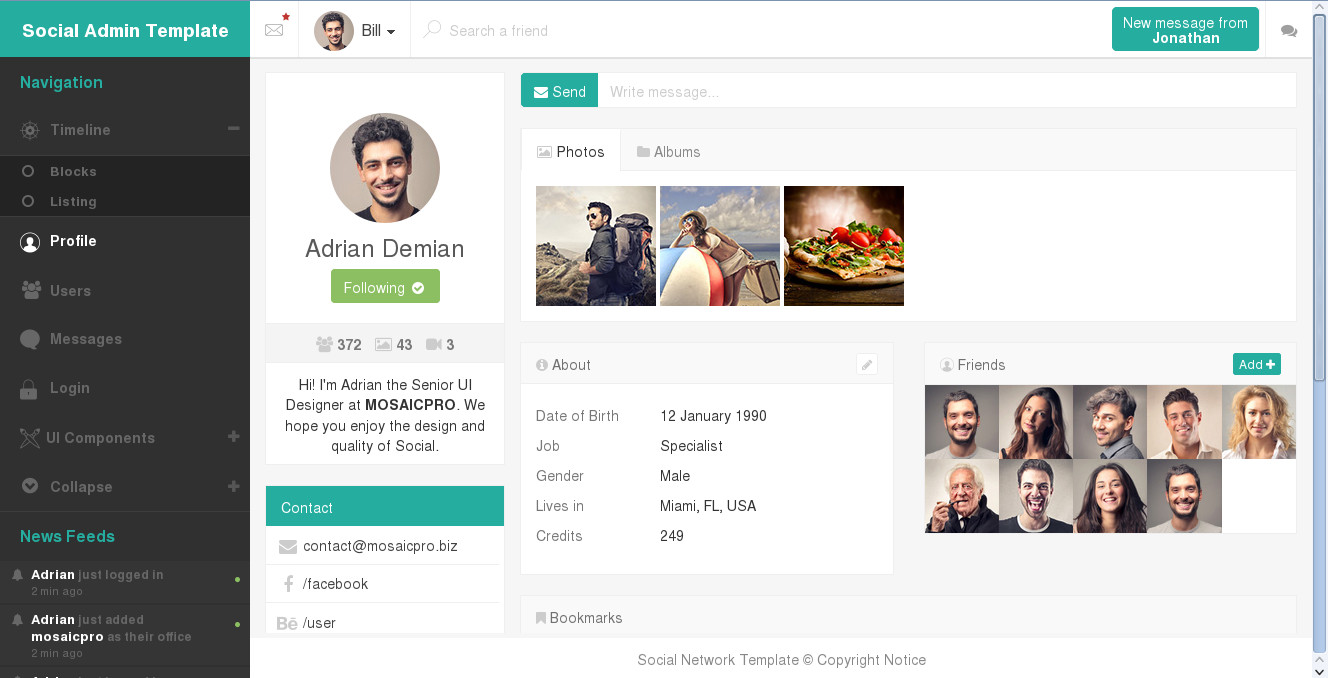 Social Admin Template
Bill
Search a friend
New message from
Jonathan
Navigation
Timeline
Blocks
Listing
Profile
Users
Messages
Login
UI Components
Collapse
News Feeds
Adrian just logged in
2 min ago
Adrian just added
mosaicpro as their office
2 min ago
Adrian Demian
Following
372 43 3
Hi! I'm Adrian the Senior UI
Designer at MOSAICPRO. We
hope you enjoy the design and
quality of Social.
Contact
contact@mosaicpro.biz
/facebook
Bē /user
Send Write message...
Photos Albums
About
Date of Birth 12 January 1990
Job Specialist
Gender Male
Lives in Miami, FL, USA
Credits 249
Friends Add
Bookmarks
Social Network Template © Copyright Notice